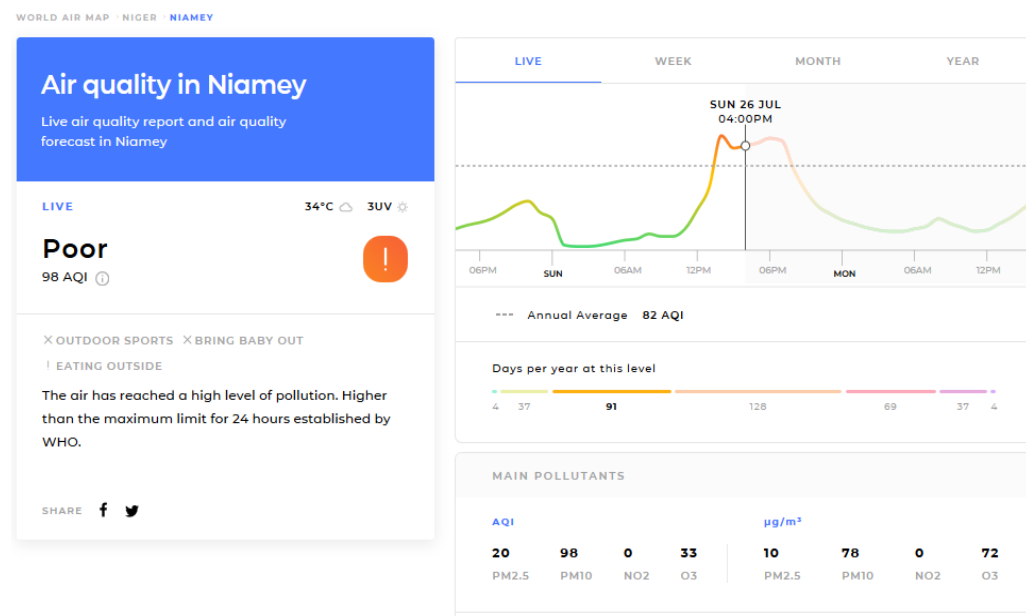 WORLD AIR MAP › NIGER › NIAMEY
Air quality in Niamey
Live air quality report and air quality
forecast in Niamey
LIVE 34°C 3UV
Poor
98 AQI
× OUTDOOR SPORTS × BRING BABY OUT
! EATING OUTSIDE
The air has reached a high level of pollution. Higher
than the maximum limit for 24 hours established by
WHO.
SHARE
LIVE WEEK MONTH YEAR
SUN 26 JUL
04:00PM
06PM SUN 06AM 12PM 06PM MON 06AM 12PM
Annual Average 82 AQI
Days per year at this level
4 37 91 128 69 37 4
MAIN POLLUTANTS
AQI µg/m³
20 98 0 33 10 78 0 72
PM2.5 PM10 NO2 O3 PM2.5 PM10 NO2 O3